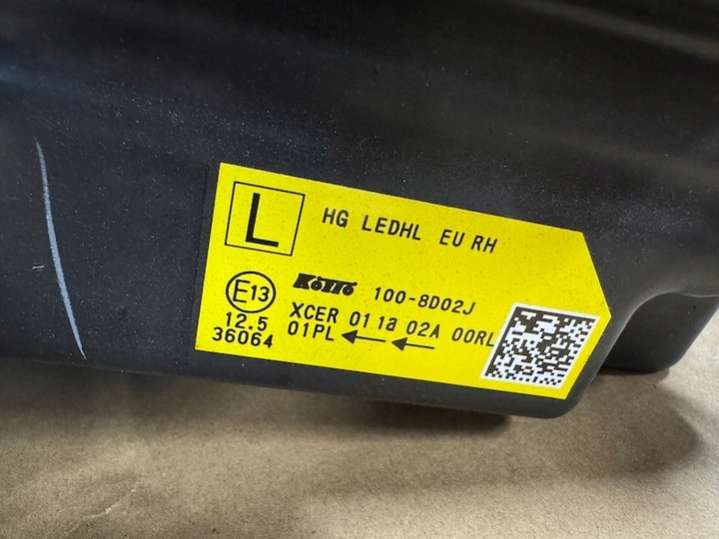 L
HG LEDHL EU RH
KOITO 100-8D02J
E13
XCER 01 1a 02A 00RL
12.5
01PL
36064